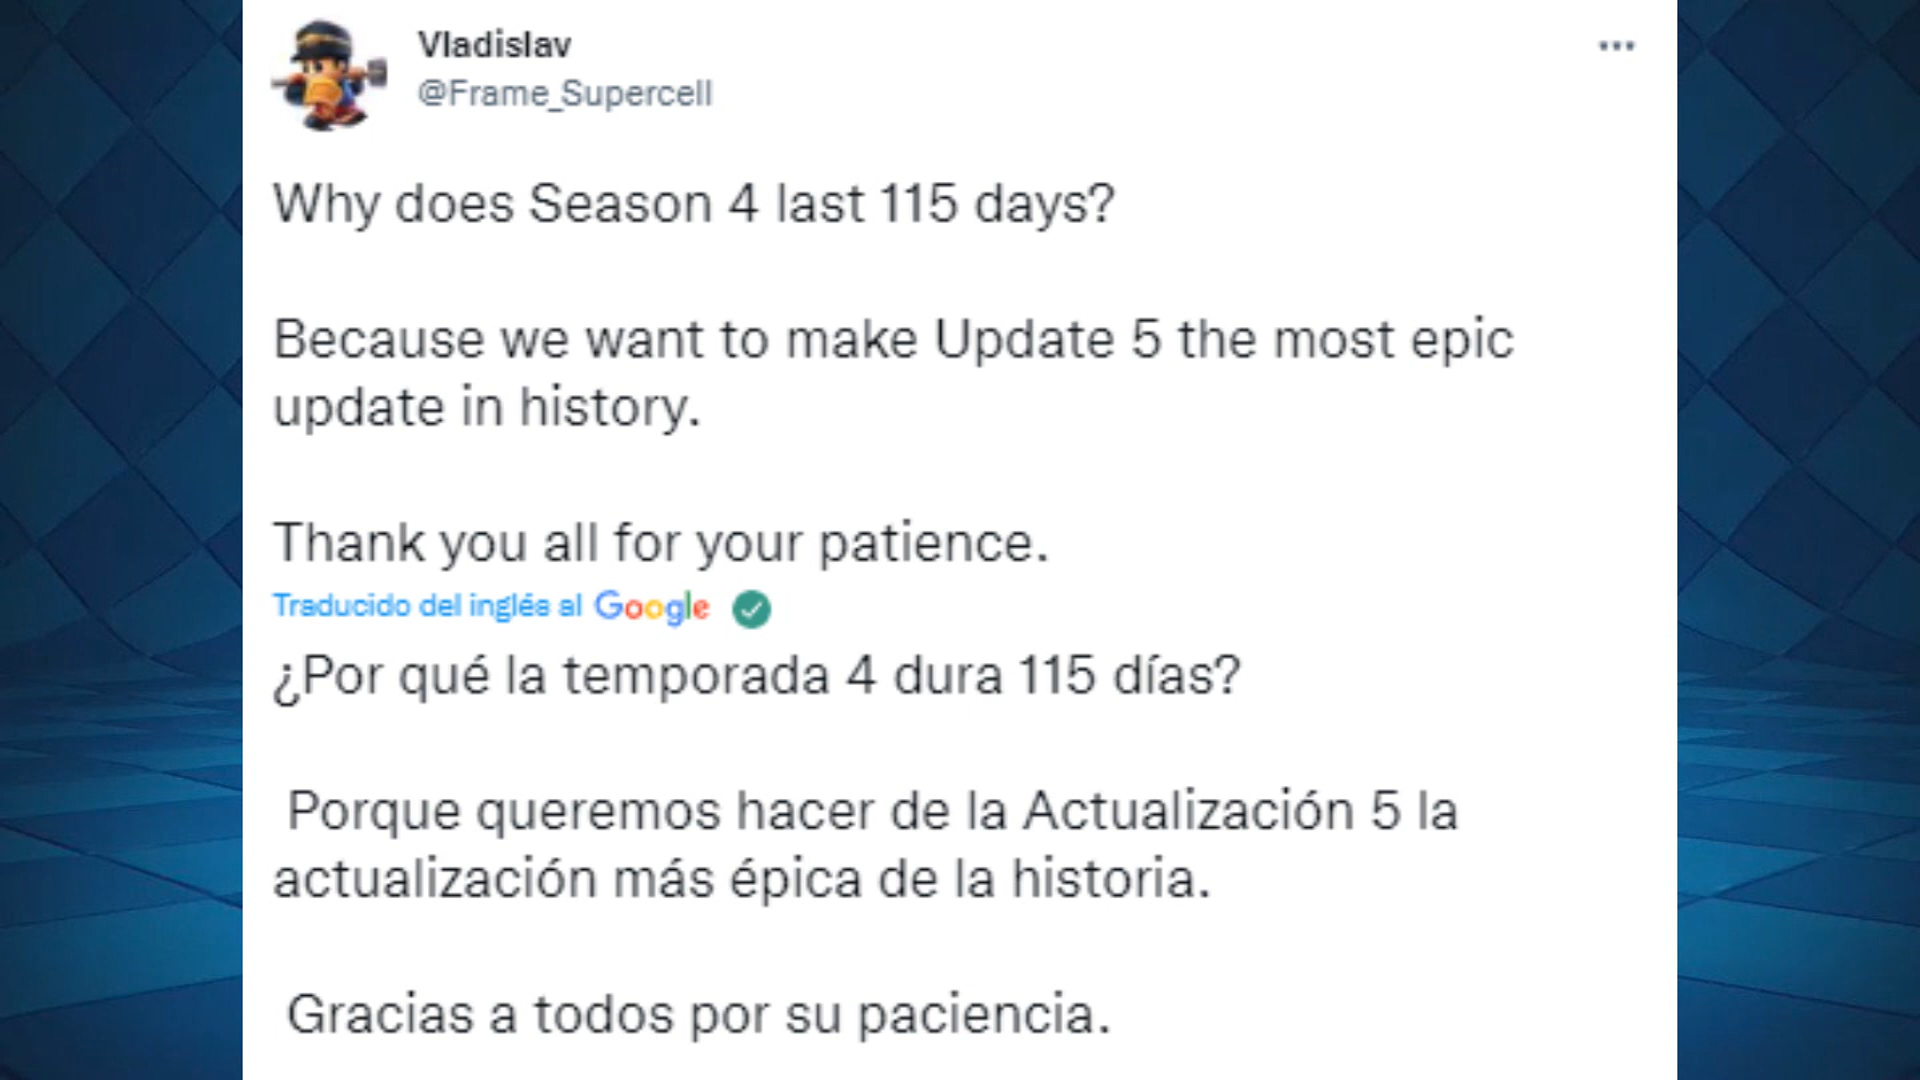 Vladislav
@Frame_Supercell
Why does Season 4 last 115 days?
Because we want to make Update 5 the most epic
update in history.
Thank you all for your patience.
Traducido del inglés al Google
¿Por qué la temporada 4 dura 115 días?
Porque queremos hacer de la Actualización 5 la
actualización más épica de la historia.
Gracias a todos por su paciencia.